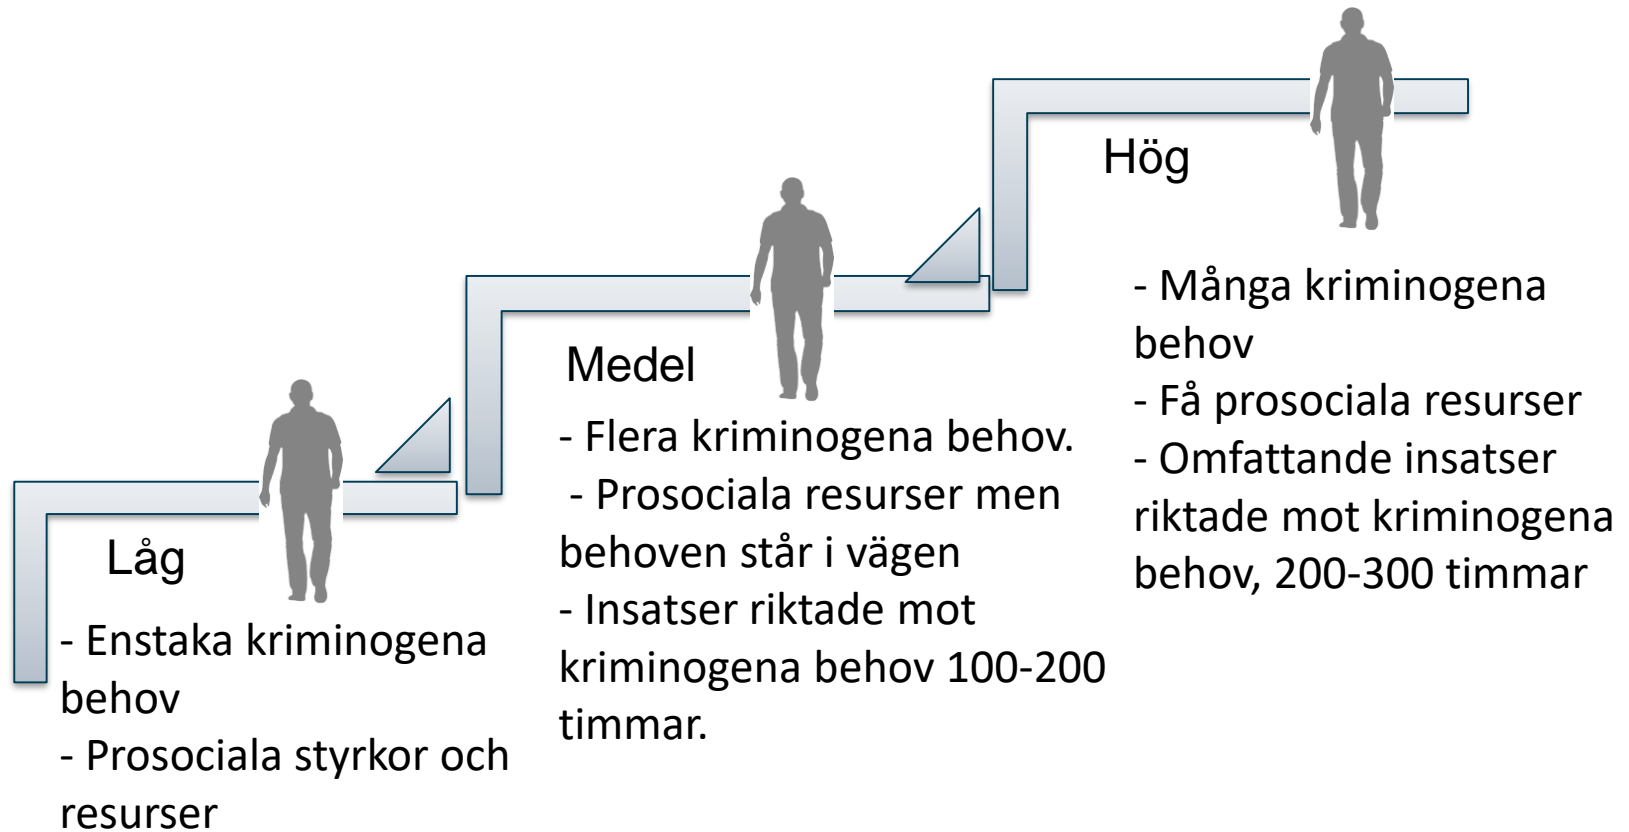 Låg
- Enstaka kriminogena
behov
- Prosociala styrkor och
resurser
Medel
- Flera kriminogena behov.
- Prosociala resurser men
behoven står i vägen
- Insatser riktade mot
kriminogena behov 100-200
timmar.
Hög
- Många kriminogena
behov
- Få prosociala resurser
- Omfattande insatser
riktade mot kriminogena
behov, 200-300 timmar